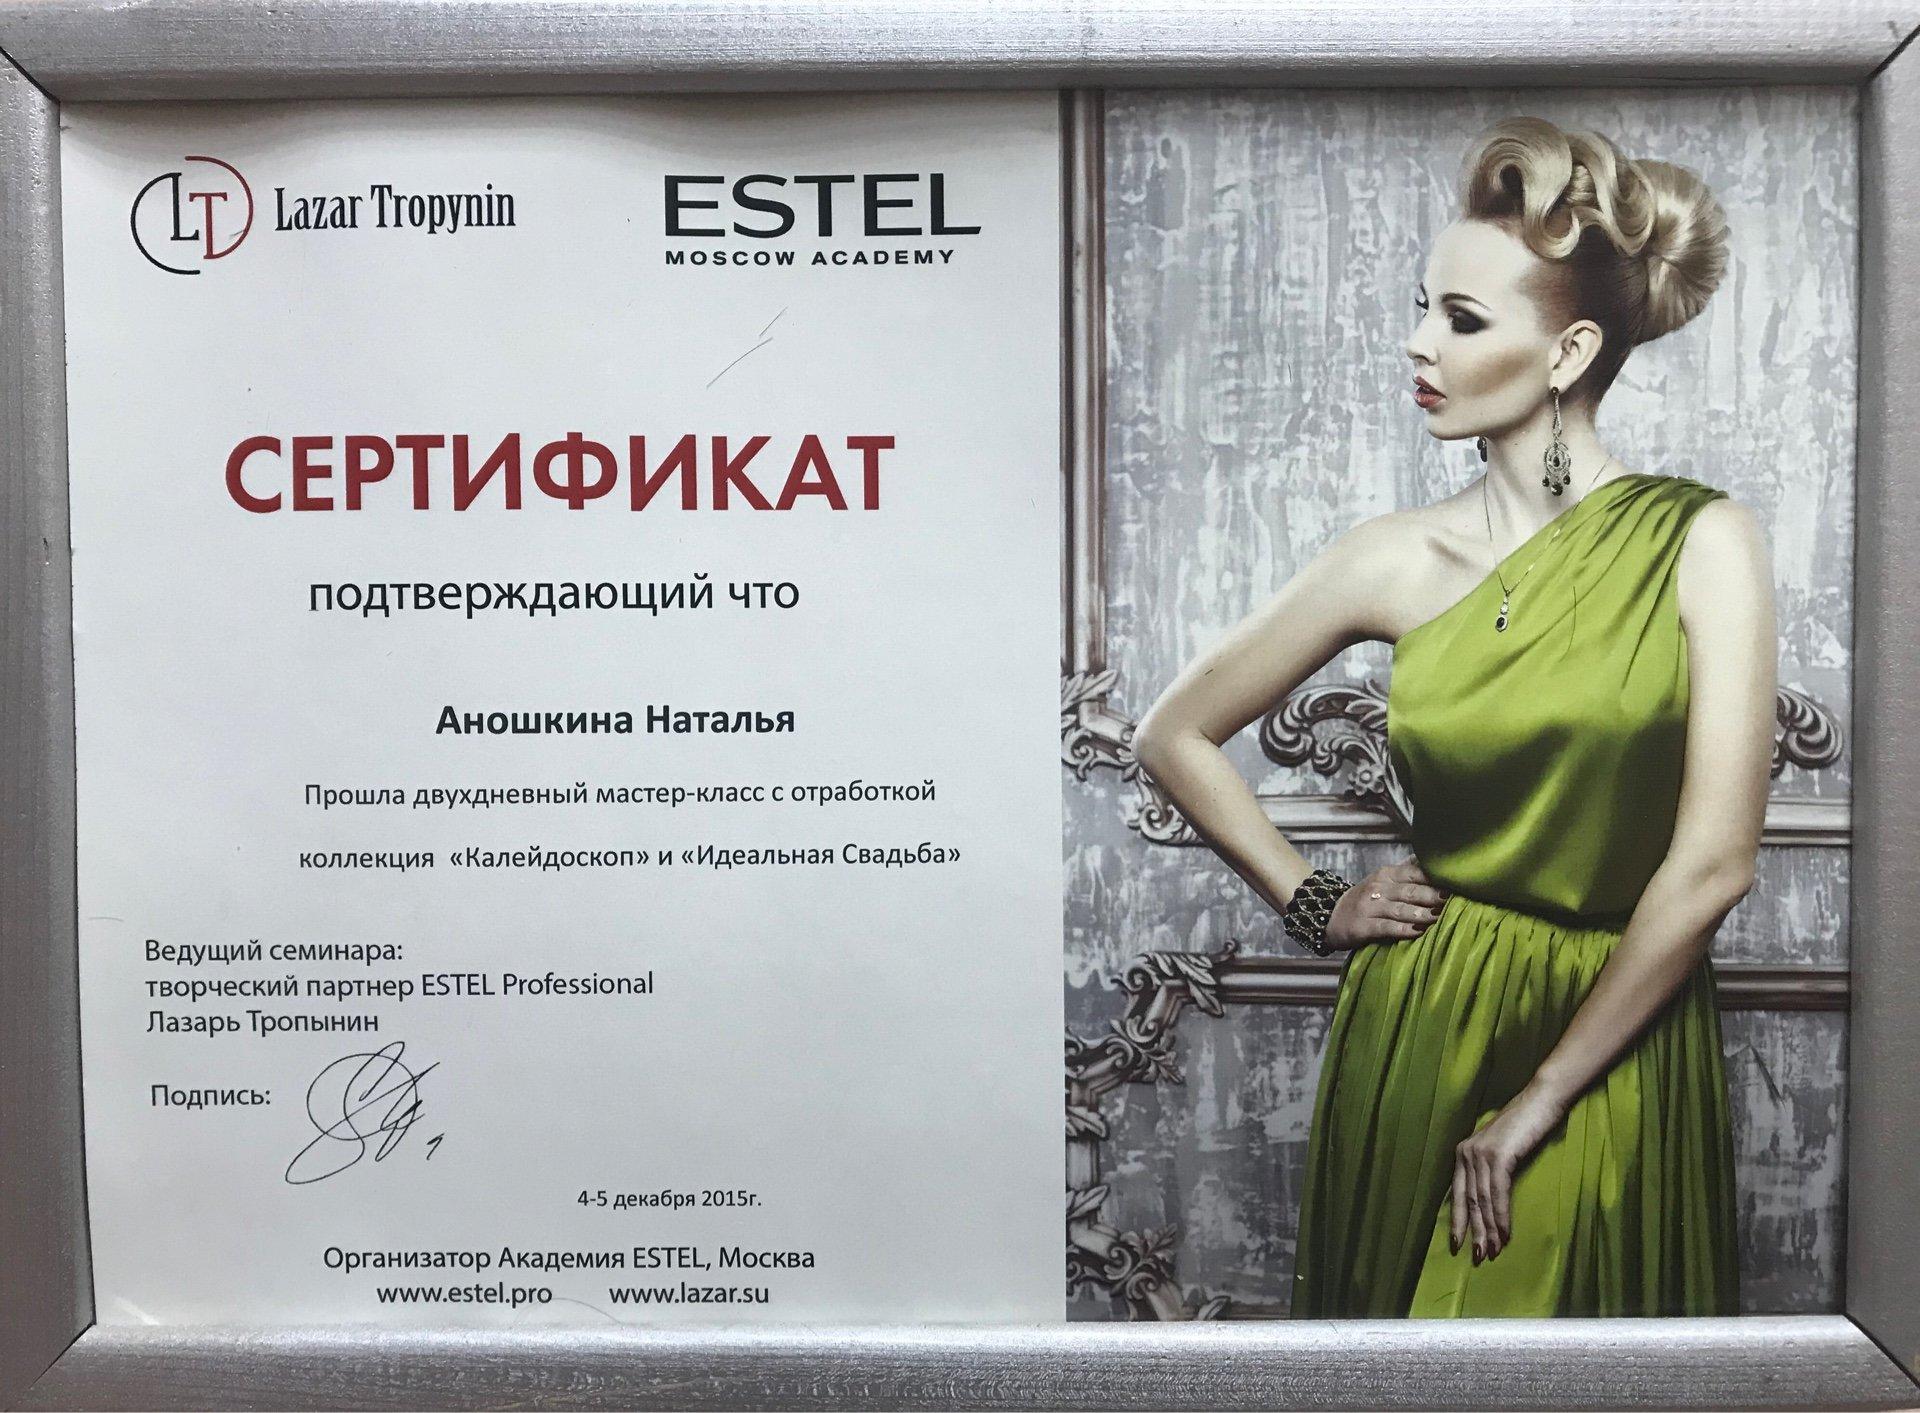 LT Lazar Tropynin
ESTEL
MOSCOW ACADEMY
СЕРТИФИКАТ
подтверждающий что
Аношкина Наталья
Прошла двухдневный мастер-класс с отработкой
коллекция «Калейдоскоп» и «Идеальная Свадьба»
Ведущий семинара:
творческий партнер ESTEL Professional
Лазарь Тропынин
Подпись:
4-5 декабря 2015г.
Организатор Академия ESTEL, Москва
www.estel.pro www.lazar.su